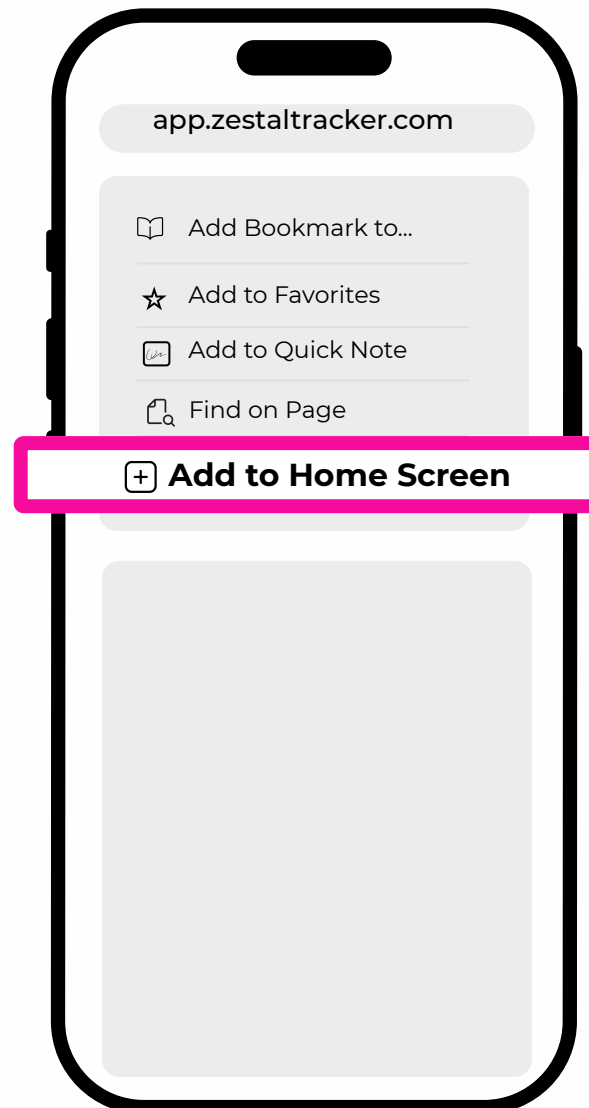 app.zestaltracker.com
Add Bookmark to...
Add to Favorites
Add to Quick Note
Find on Page
Add to Home Screen